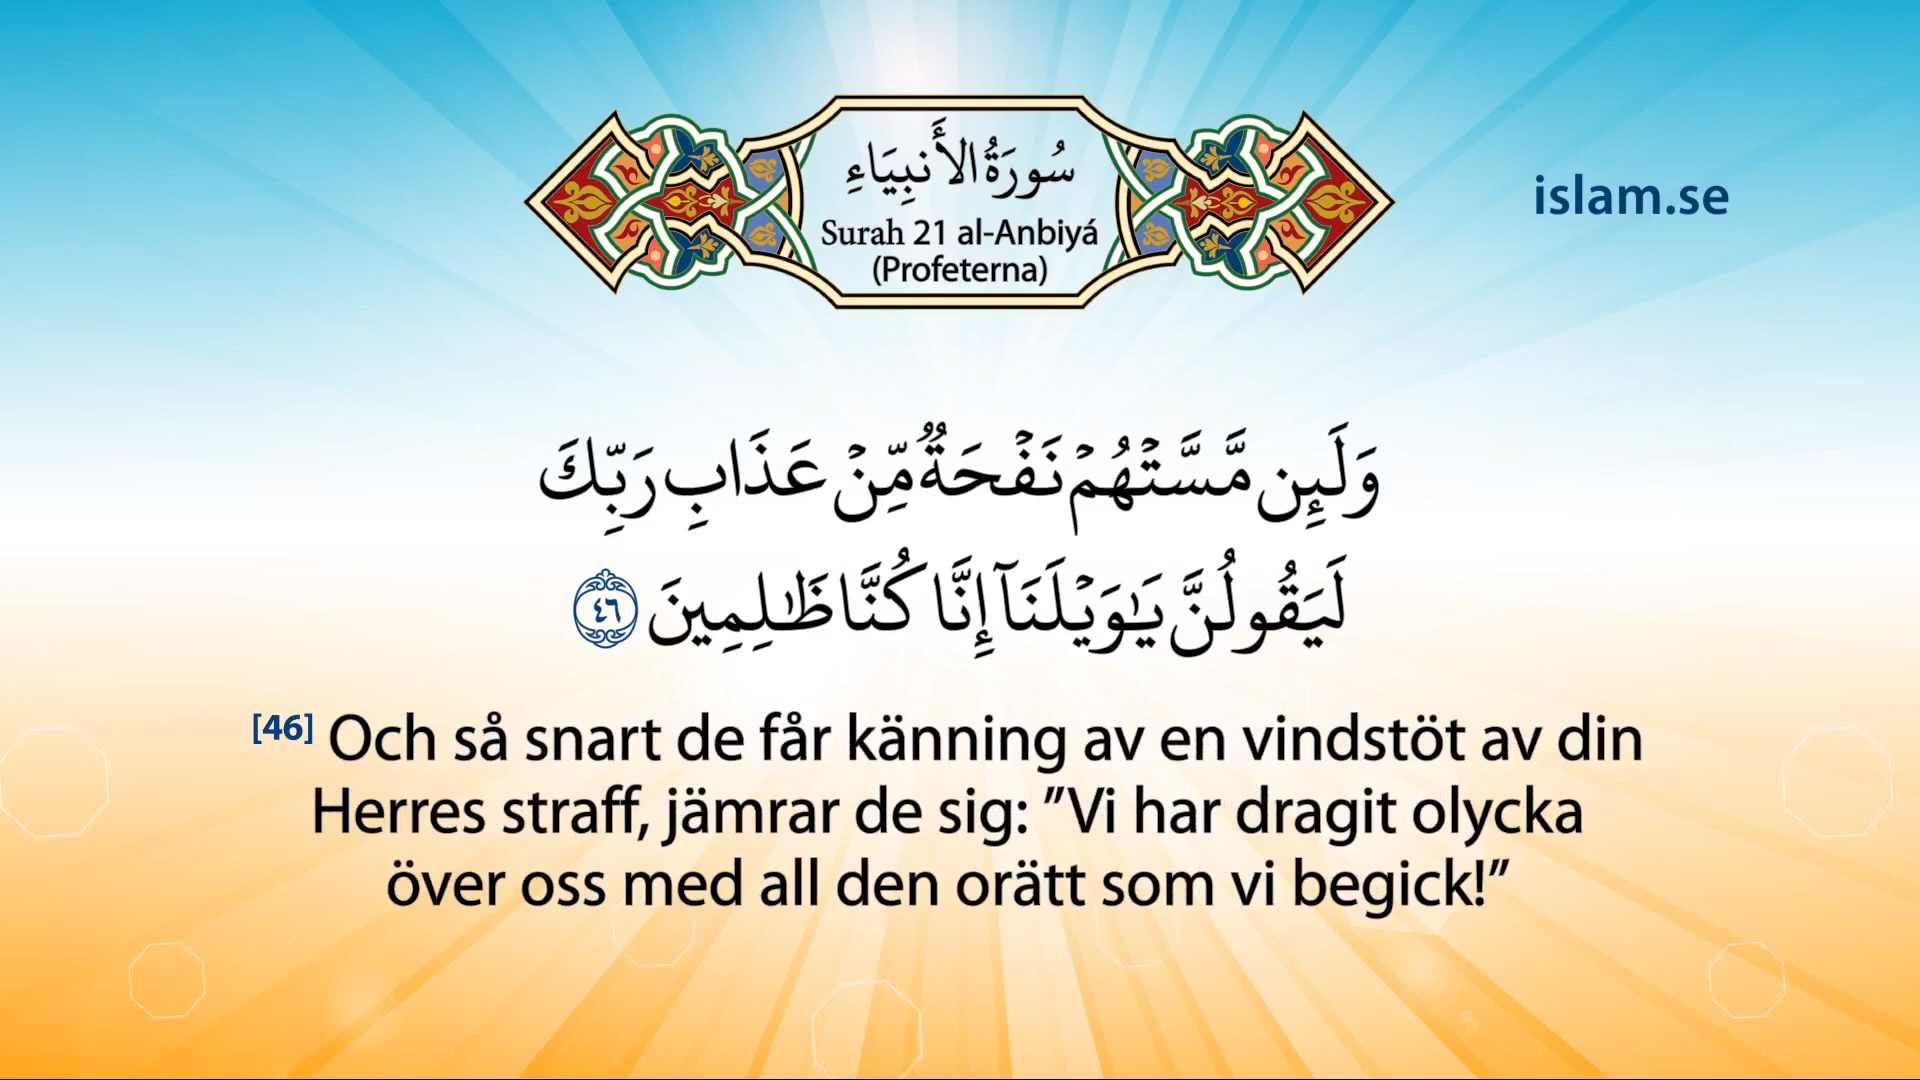 سُورَةُ الأَنبِيَاءِ
Surah 21 al-Anbiyá
(Profeterna)
islam.se
وَلَئِن مَّسَّتۡهُمۡ نَفۡحَةٞ مِّنۡ عَذَابِ رَبِّكَ
لَيَقُولُنَّ يَٰوَيۡلَنَآ إِنَّا كُنَّا ظَٰلِمِينَ ٤٦
[46] Och så snart de får känning av en vindstöt av din
Herres straff, jämrar de sig: ”Vi har dragit olycka
över oss med all den orätt som vi begick!”